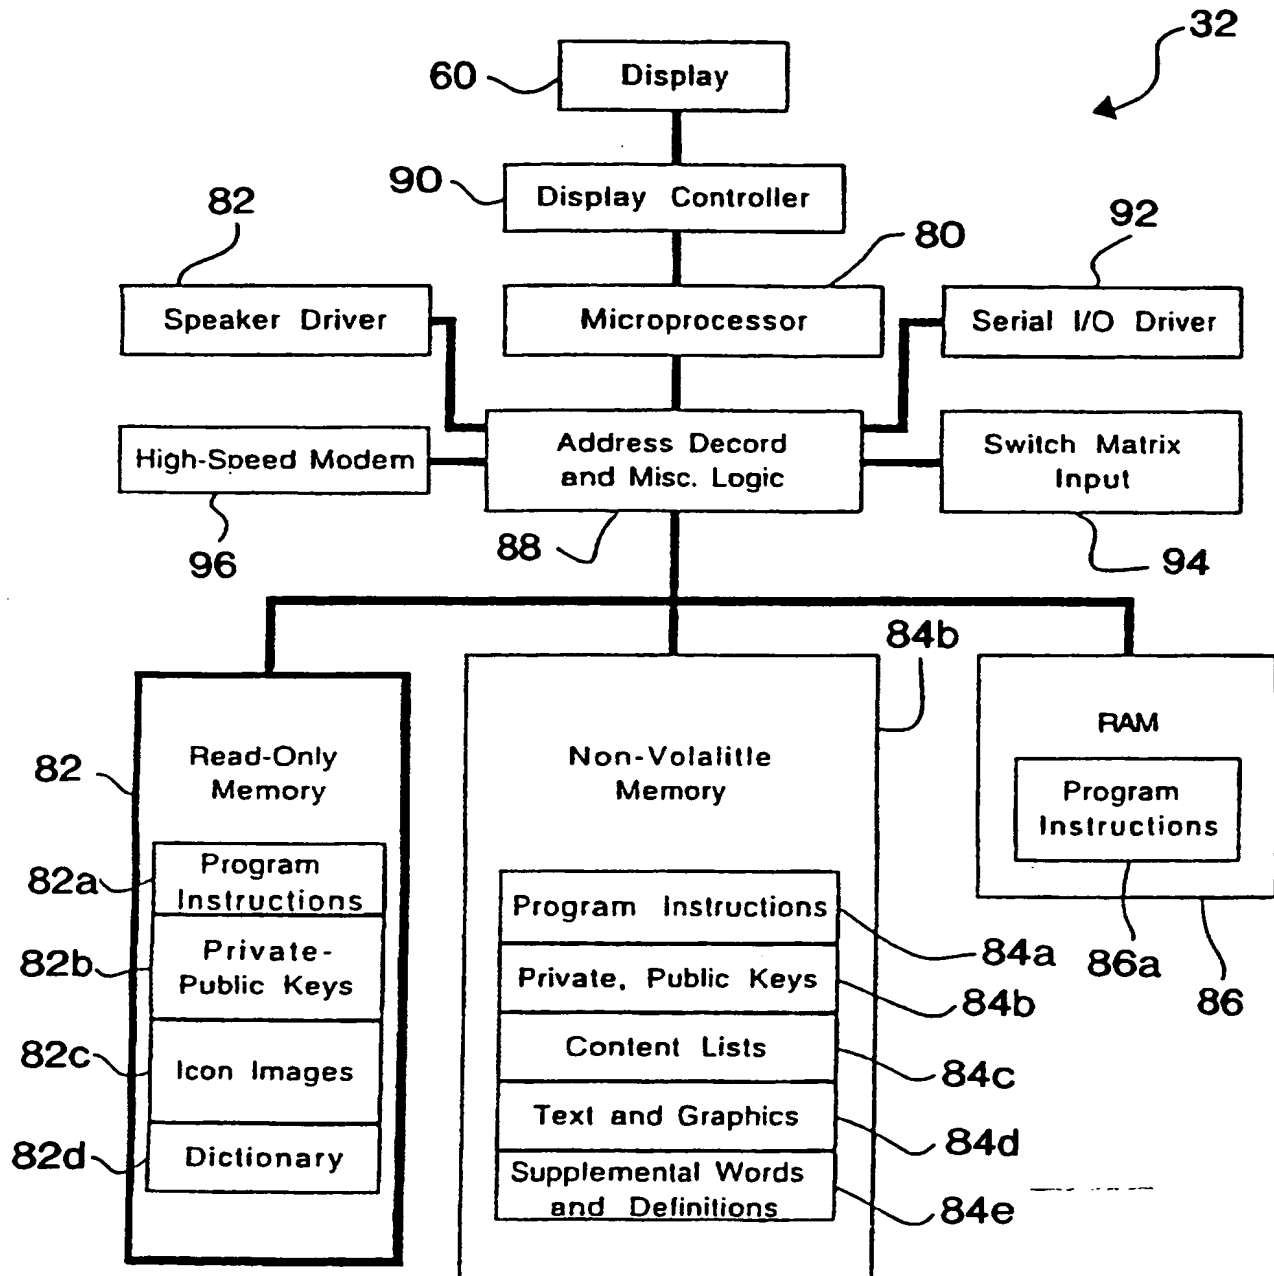 32
60
Display
90
Display Controller
82
80
92
Speaker Driver
Microprocessor
Serial I/O Driver
High-Speed Modem
Address Decord
and Misc. Logic
Switch Matrix
Input
96
88
94
84b
82
Read-Only
Memory
Non-Volalitle
Memory
RAM
Program
Instructions
82a
Program
Instructions
82b
Private-
Public Keys
82c
Icon Images
82d
Dictionary
Program Instructions
84a
Private, Public Keys
84b
Content Lists
84c
Text and Graphics
84d
Supplemental Words
and Definitions
84e
86a
86